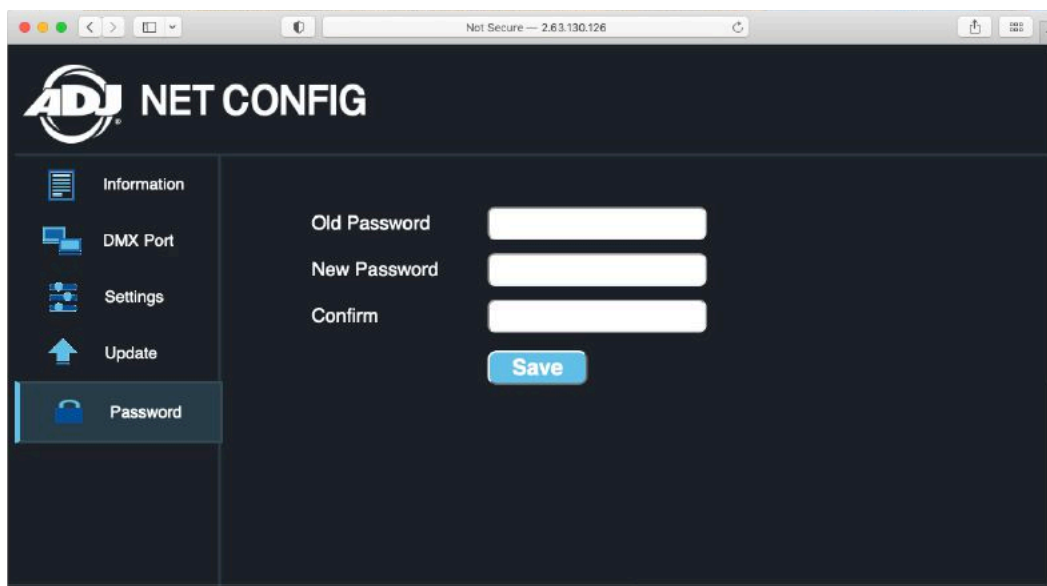 Not Secure — 2.63.130.126
ADJ NET CONFIG
Information
DMX Port
Settings
Update
Password
Old Password
New Password
Confirm
Save